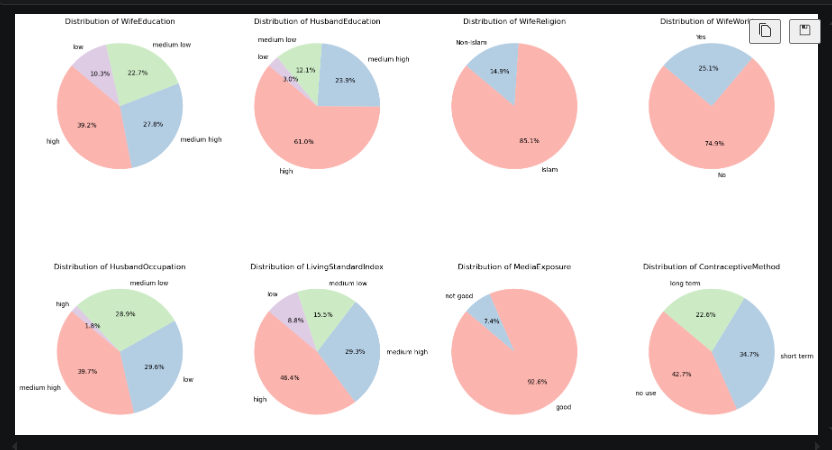 Distribution of WifeEducation
low
medium low
10.3%
22.7%
39.2%
27.8%
high
medium high
Distribution of HusbandEducation
medium low
low
medium high
12.1%
3.0%
23.9%
61.0%
high
Distribution of WifeReligion
Non-Islam
14.9%
85.1%
Islam
Distribution of
Yes
25.1%
74.9%
No
Distribution of HusbandOccupation
medium low
high
28.9%
1.8%
39.7%
29.6%
medium high
low
Distribution of LivingStandardIndex
low
medium low
8.8%
15.5%
29.3%
medium high
46.4%
high
Distribution of MediaExposure
not good
7.4%
92.6%
good
Distribution of ContraceptiveMethod
long term
22.6%
34.7%
short term
42.7%
no use